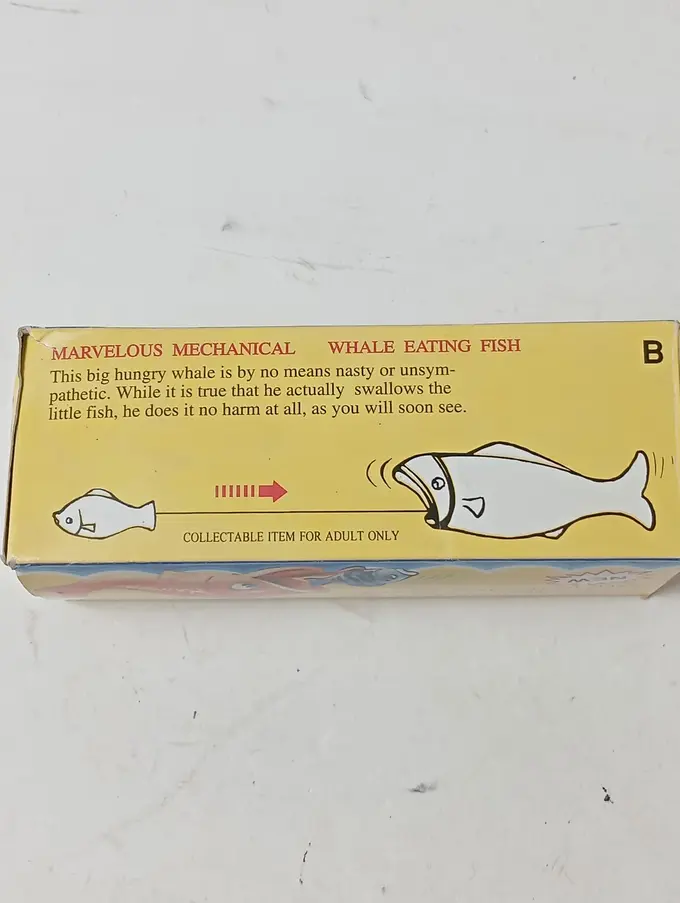 MARVELOUS MECHANICAL WHALE EATING FISH
B
This big hungry whale is by no means nasty or unsym-
pathetic. While it is true that he actually swallows the
little fish, he does it no harm at all, as you will soon see.
COLLECTABLE ITEM FOR ADULT ONLY